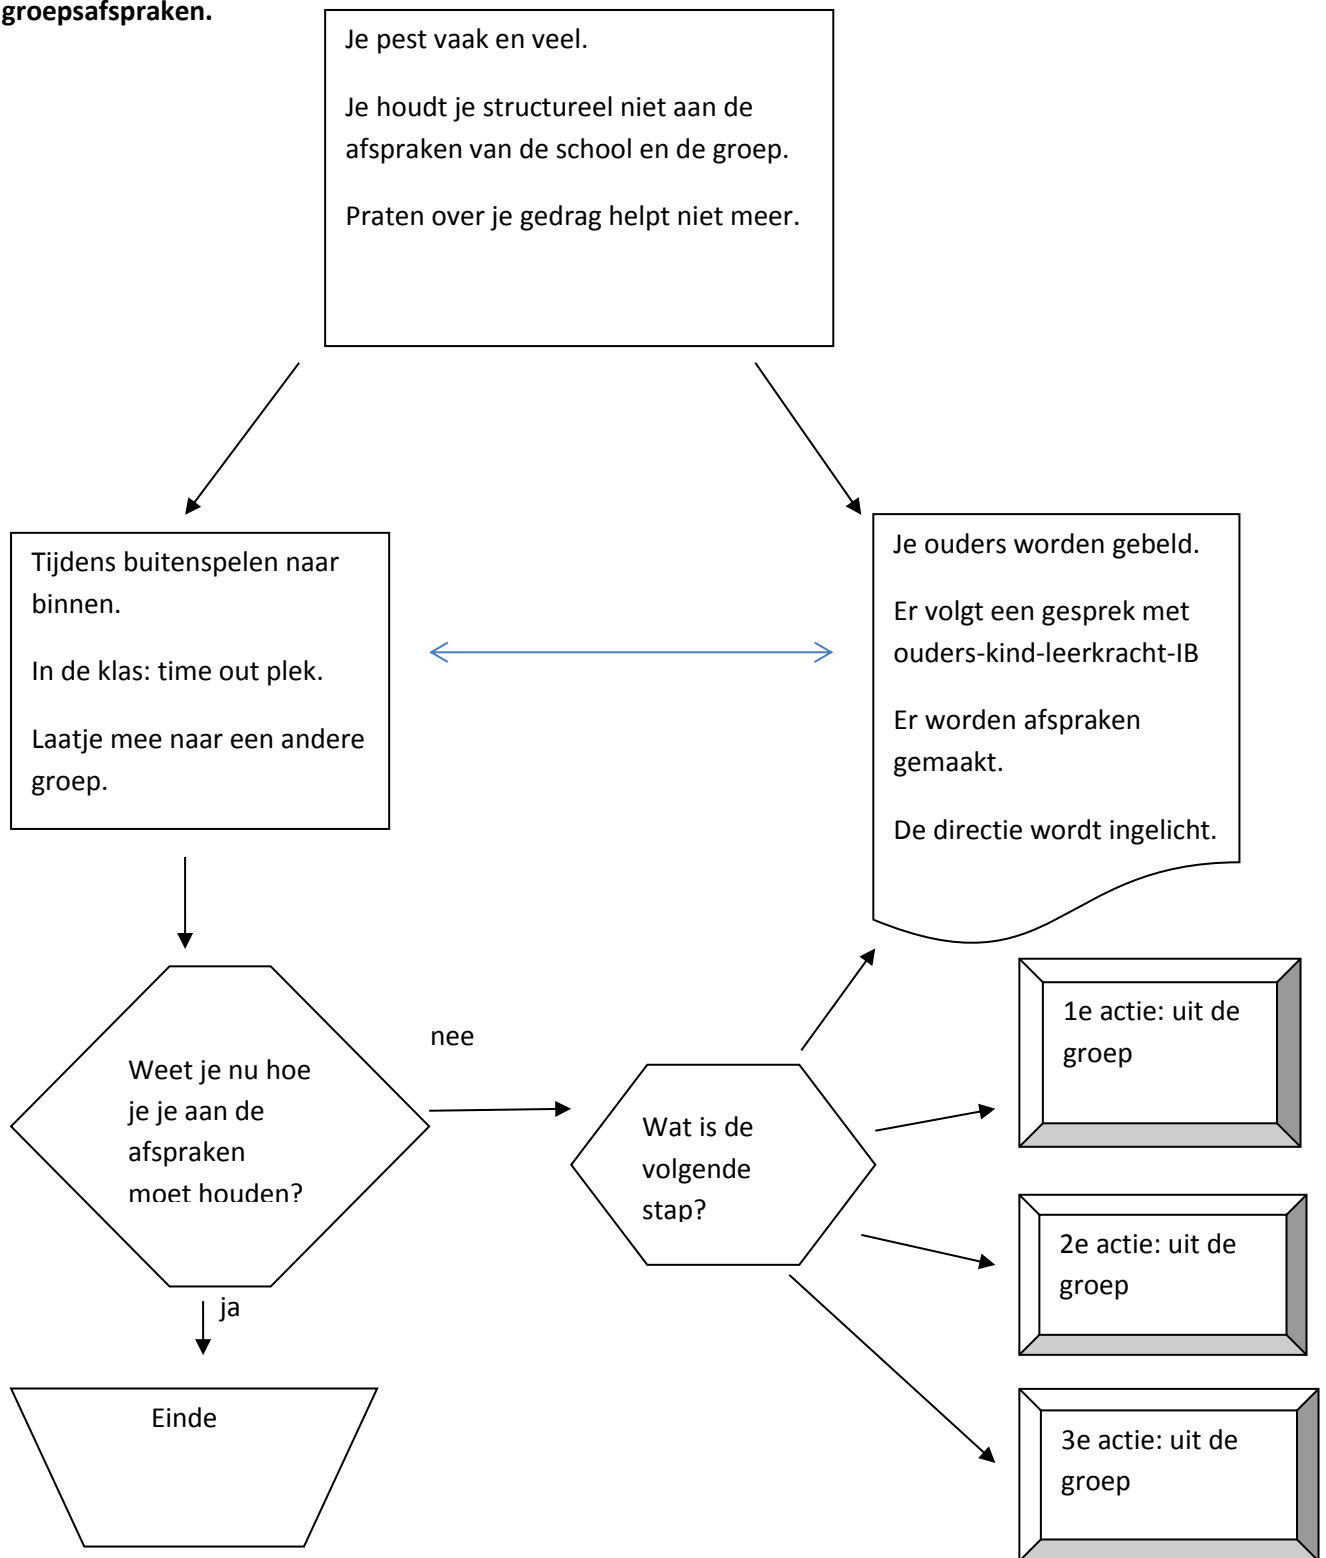 groepsafspraken.
Je pest vaak en veel.
Je houdt je structureel niet aan de
afspraken van de school en de groep.
Praten over je gedrag helpt niet meer.
Tijdens buitenspelen naar
binnen.
In de klas: time out plek.
Laatje mee naar een andere
groep.
Je ouders worden gebeld.
Er volgt een gesprek met
ouders-kind-leerkracht-IB
Er worden afspraken
gemaakt.
De directie wordt ingelicht.
Weet je nu hoe
je je aan de
afspraken
moet houden?
nee
ja
Wat is de
volgende
stap?
1e actie: uit de
groep
2e actie: uit de
groep
3e actie: uit de
groep
Einde